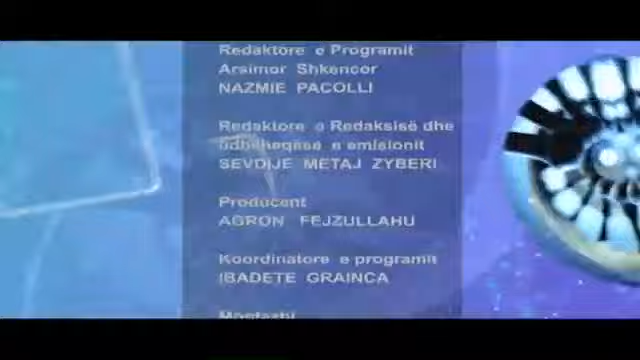 Redaktore e Programit
Arsimor Shkencor
NAZMIE PACOLLI
Redaktore e Redaksisë dhe
udhëheqëse e emisionit
SEVDIJE METAJ ZYBERI
Producent
AGRON FEJZULLAHU
Koordinatore e programit
IBADETE GRAINCA